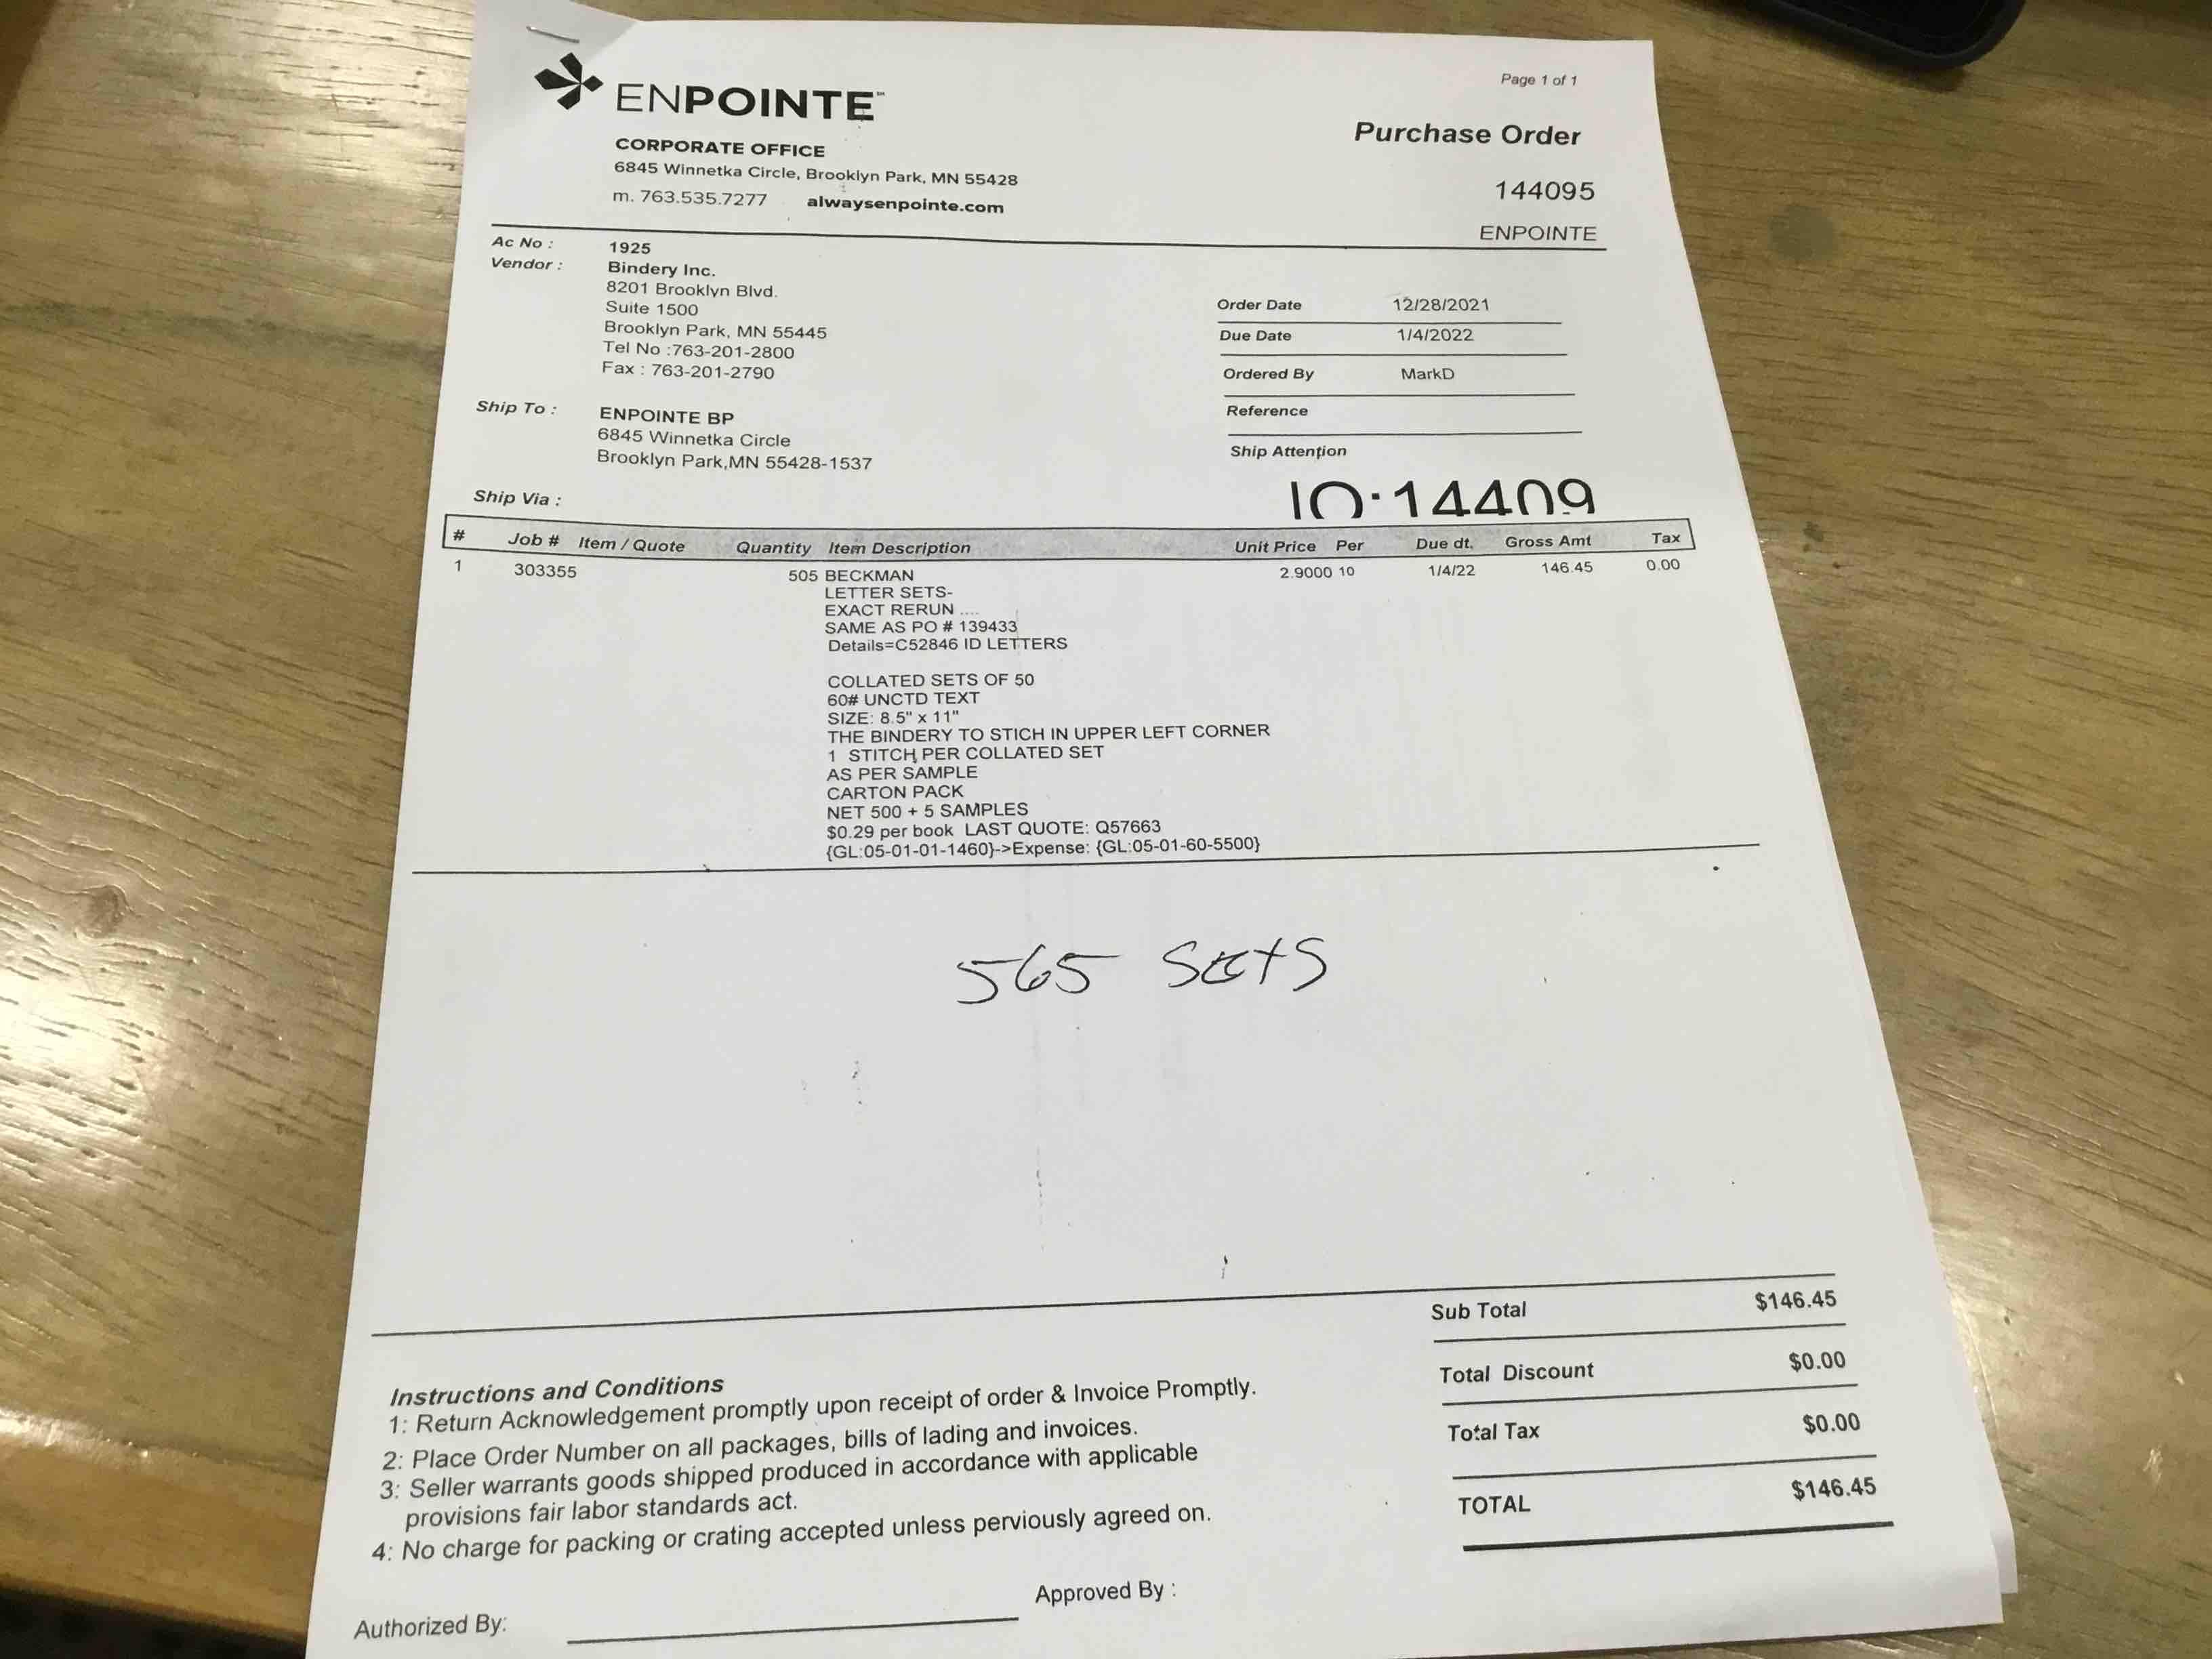 Page 1 of 1
ENPOINTE™
Purchase Order
CORPORATE OFFICE
6845 Winnetka Circle, Brooklyn Park, MN 55428
m. 763.535.7277 alwaysenpointe.com
144095
ENPOINTE
Ac No : 1925
Vendor : Bindery Inc.
8201 Brooklyn Blvd.
Suite 1500
Brooklyn Park, MN 55445
Tel No :763-201-2800
Fax : 763-201-2790
Order Date 12/28/2021
Due Date 1/4/2022
Ordered By MarkD
Reference
Ship Attention
Ship To : ENPOINTE BP
6845 Winnetka Circle
Brooklyn Park,MN 55428-1537
Ship Via :
14409
# Job # Item / Quote Quantity Item Description Unit Price Per Due dt. Gross Amt Tax
1 303355 505 BECKMAN 2.9000 10 1/4/22 146.45 0.00
LETTER SETS-
EXACT RERUN ....
SAME AS PO # 139433
Details=C52846 ID LETTERS
COLLATED SETS OF 50
60# UNCTD TEXT
SIZE: 8.5" x 11"
THE BINDERY TO STICH IN UPPER LEFT CORNER
1 STITCH PER COLLATED SET
AS PER SAMPLE
CARTON PACK
NET 500 + 5 SAMPLES
$0.29 per book LAST QUOTE: Q57663
{GL:05-01-01-1460}->Expense: {GL:05-01-60-5500}
565 Sets
Sub Total $146.45
Total Discount $0.00
Total Tax $0.00
TOTAL $146.45
Instructions and Conditions
1: Return Acknowledgement promptly upon receipt of order & Invoice Promptly.
2: Place Order Number on all packages, bills of lading and invoices.
3: Seller warrants goods shipped produced in accordance with applicable
provisions fair labor standards act.
4: No charge for packing or crating accepted unless perviously agreed on.
Authorized By:
Approved By :